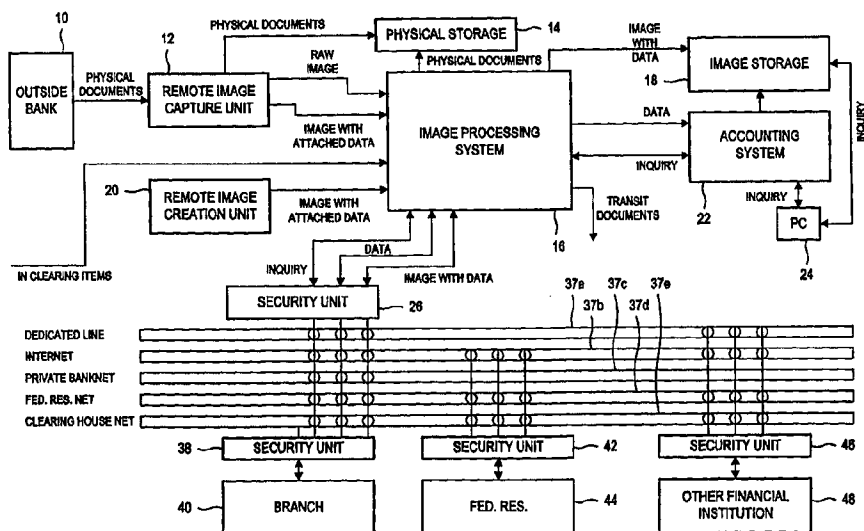 10
OUTSIDE
BANK
PHYSICAL
DOCUMENTS
12
REMOTE IMAGE
CAPTURE UNIT
PHYSICAL DOCUMENTS
RAW
IMAGE
IMAGE WITH
ATTACHED DATA
14
PHYSICAL STORAGE
PHYSICAL DOCUMENTS
IMAGE PROCESSING
SYSTEM
16
IMAGE
WITH
DATA
18
IMAGE STORAGE
DATA
ACCOUNTING
SYSTEM
22
INQUIRY
INQUIRY
INQUIRY
PC
24
TRANSIT
DOCUMENTS
20
REMOTE IMAGE
CREATION UNIT
IMAGE WITH
ATTACHED DATA
IN CLEARING ITEMS
INQUIRY
DATA
IMAGE WITH DATA
SECURITY UNIT
26
37a
37b
37c
37d
37e
DEDICATED LINE
INTERNET
PRIVATE BANKNET
FED. RES. NET
CLEARING HOUSE NET
38
SECURITY UNIT
SECURITY UNIT
42
SECURITY UNIT
46
40
BRANCH
FED. RES.
44
OTHER FINANCIAL
INSTITUTION
48